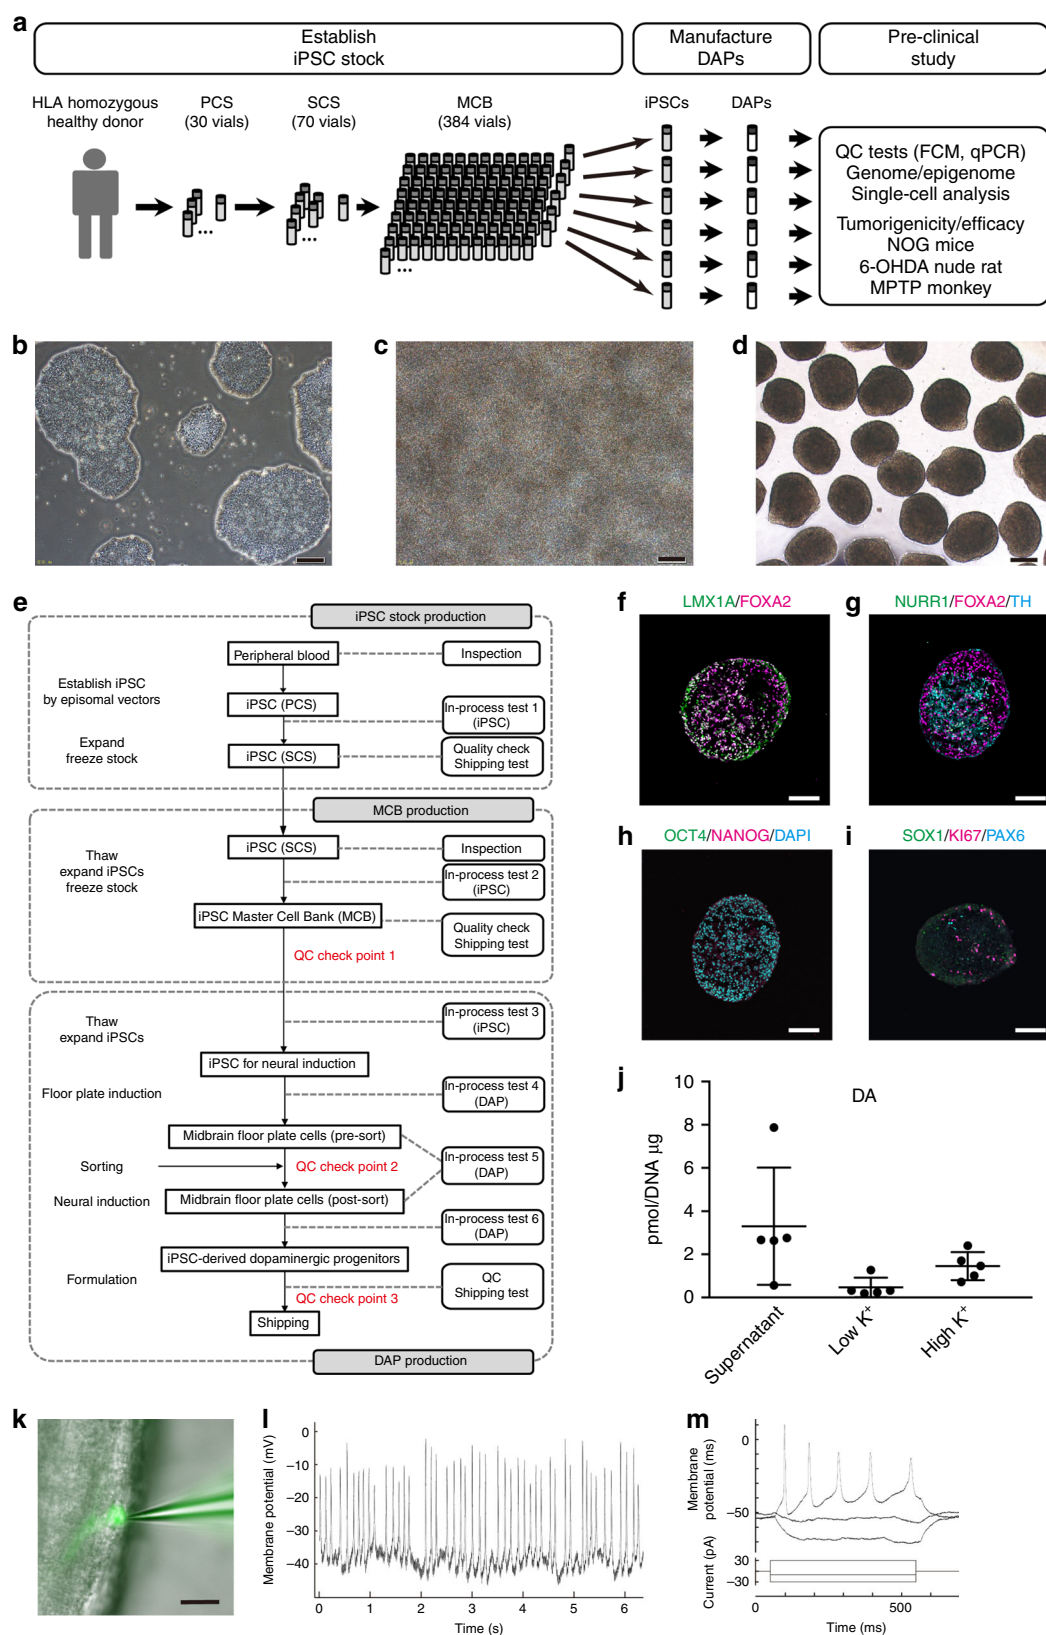 a
Establish
iPSC stock
Manufacture
DAPs
Pre-clinical
study
HLA homozygous
healthy donor
PCS
(30 vials)
SCS
(70 vials)
MCB
(384 vials)
iPSCs
DAPs
QC tests (FCM, qPCR)
Genome/epigenome
Single-cell analysis
Tumorigenicity/efficacy
NOG mice
6-OHDA nude rat
MPTP monkey
...
...
...
b
c
d
e
iPSC stock production
Peripheral blood
Inspection
Establish iPSC
by episomal vectors
iPSC (PCS)
In-process test 1
(iPSC)
Expand
freeze stock
iPSC (SCS)
Quality check
Shipping test
MCB production
iPSC (SCS)
Inspection
Thaw
expand iPSCs
freeze stock
In-process test 2
(iPSC)
iPSC Master Cell Bank (MCB)
Quality check
Shipping test
QC check point 1
Thaw
expand iPSCs
In-process test 3
(iPSC)
iPSC for neural induction
Floor plate induction
In-process test 4
(DAP)
Midbrain floor plate cells (pre-sort)
Sorting
QC check point 2
In-process test 5
(DAP)
Neural induction
Midbrain floor plate cells (post-sort)
In-process test 6
(DAP)
iPSC-derived dopaminergic progenitors
Formulation
QC
Shipping test
QC check point 3
Shipping
DAP production
f
LMX1A/FOXA2
g
NURR1/FOXA2/TH
h
OCT4/NANOG/DAPI
i
SOX1/KI67/PAX6
j
DA
pmol/DNA μg
10
8
6
4
2
0
Supernatant
Low K+
High K+
k
l
Membrane potential (mV)
0
–10
–20
–30
–40
0 1 2 3 4 5 6
Time (s)
m
Membrane
potential (ms)
0
–50
Current (pA)
30
–30
0 500
Time (ms)